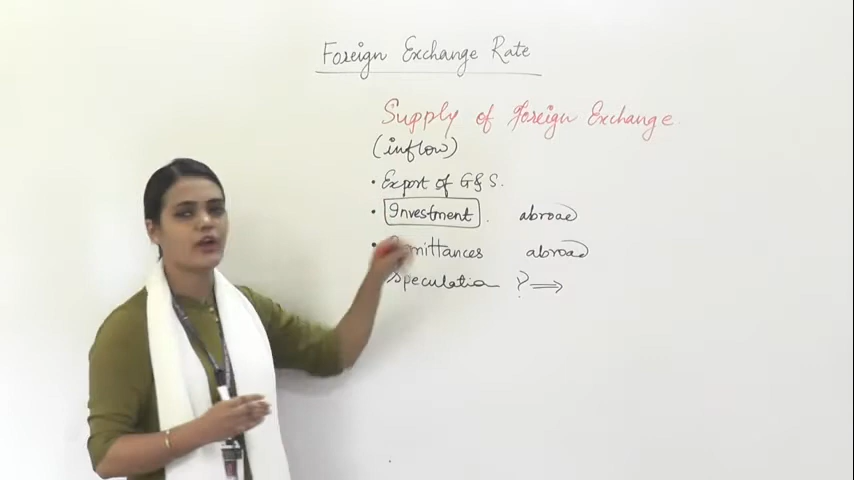 Foreign Exchange Rate
Supply of Foreign Exchange.
(inflow)
• Export of G & S.
• Investment. abroad
• mittances abroad
Speculation ? ⟹